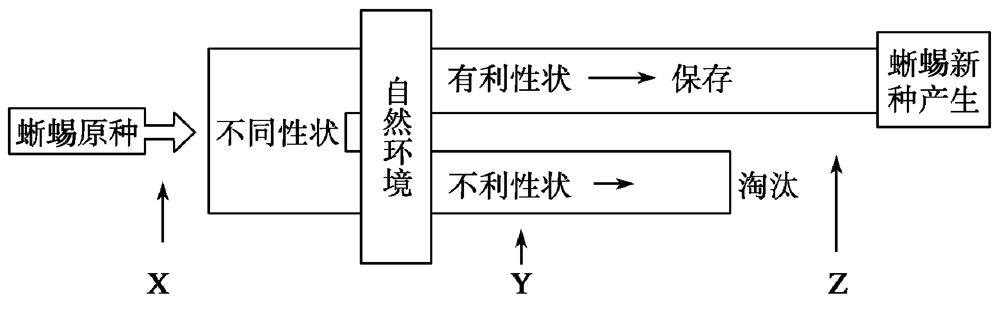 蜥蜴原种
不同性状
自然环境
有利性状
保存
不利性状
淘汰
蜥蜴新
种产生
X
Y
Z